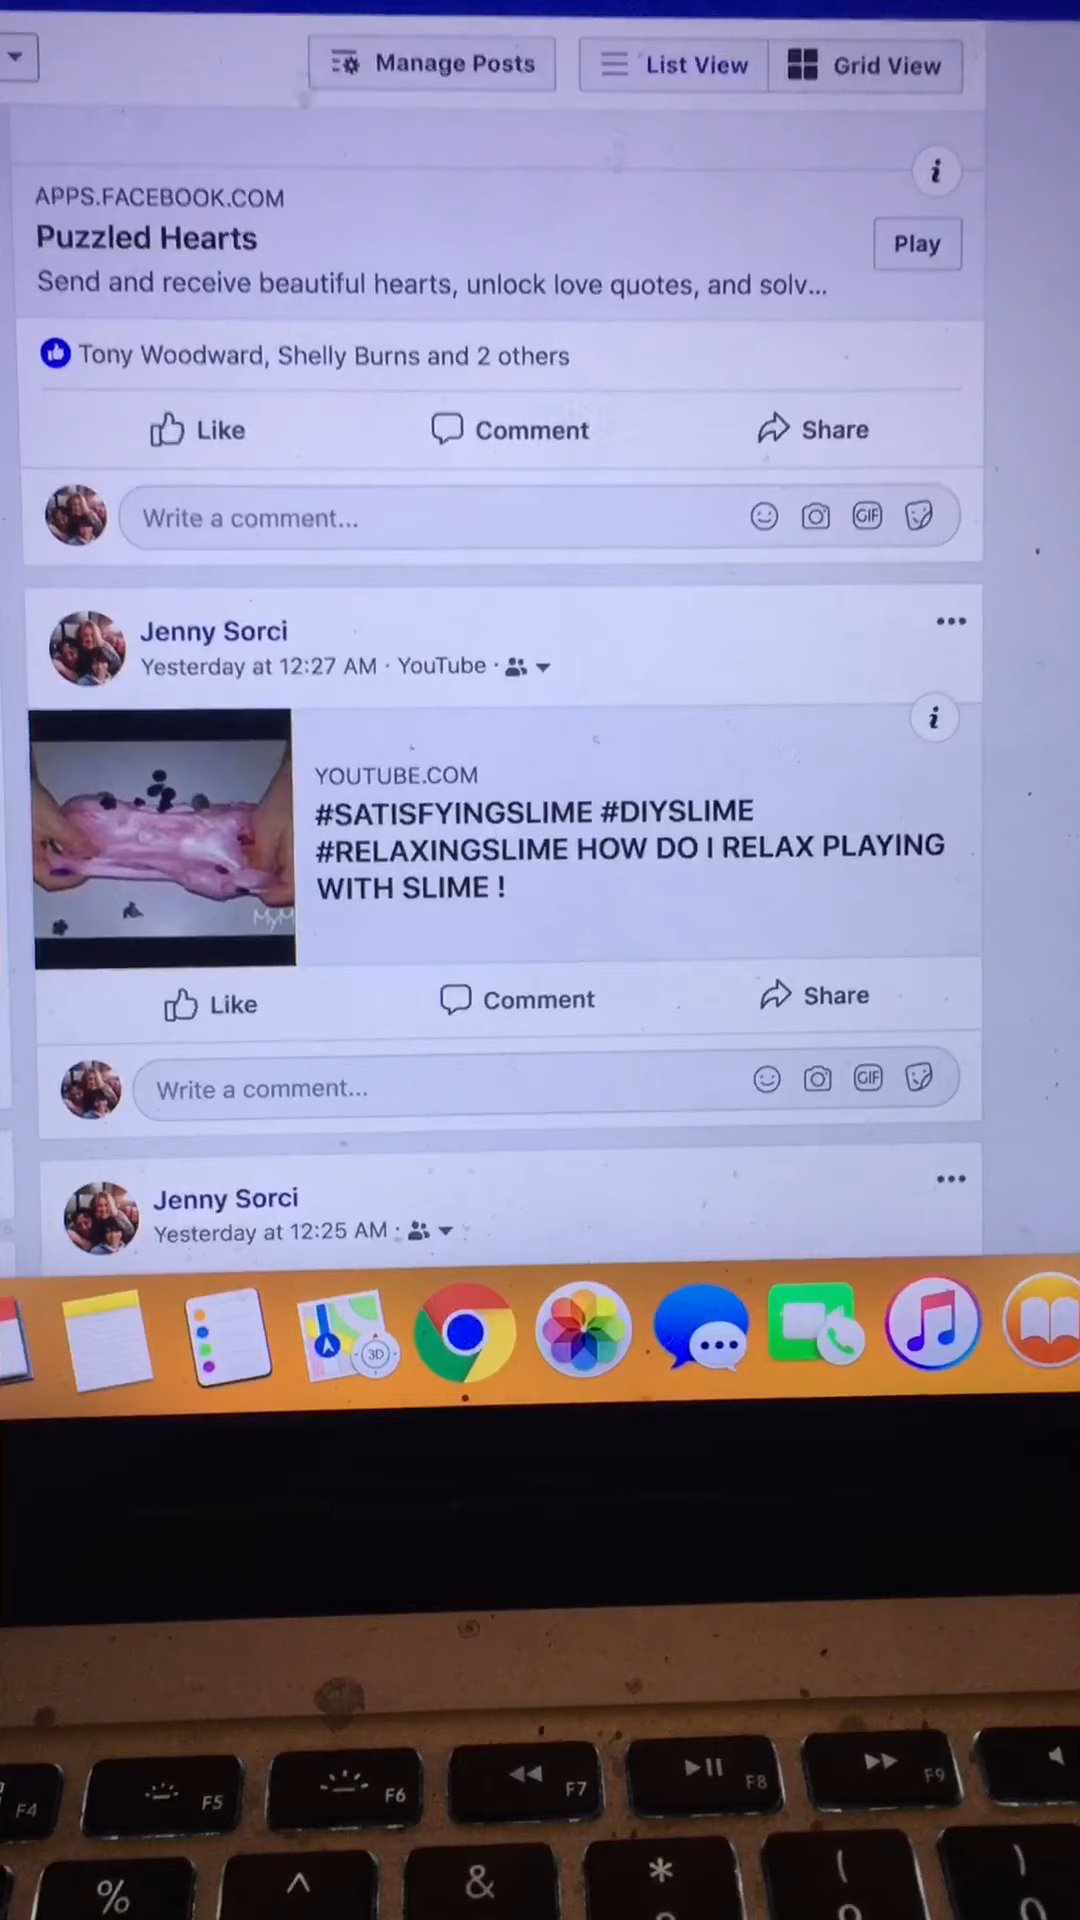 Manage Posts
List View
Grid View
i
APPS.FACEBOOK.COM
Puzzled Hearts
Play
Send and receive beautiful hearts, unlock love quotes, and solv...
Tony Woodward, Shelly Burns and 2 others
Like
Comment
Share
Write a comment...
GIF
Jenny Sorci
Yesterday at 12:27 AM · YouTube ·
i
YOUTUBE.COM
#SATISFYINGSLIME #DIYSLIME
#RELAXINGSLIME HOW DO I RELAX PLAYING
WITH SLIME !
MyM
Like
Comment
Share
Write a comment...
GIF
Jenny Sorci
Yesterday at 12:25 AM ·
3D
F4
F5
F6
F7
F8
F9
%
^
&
*
(
)